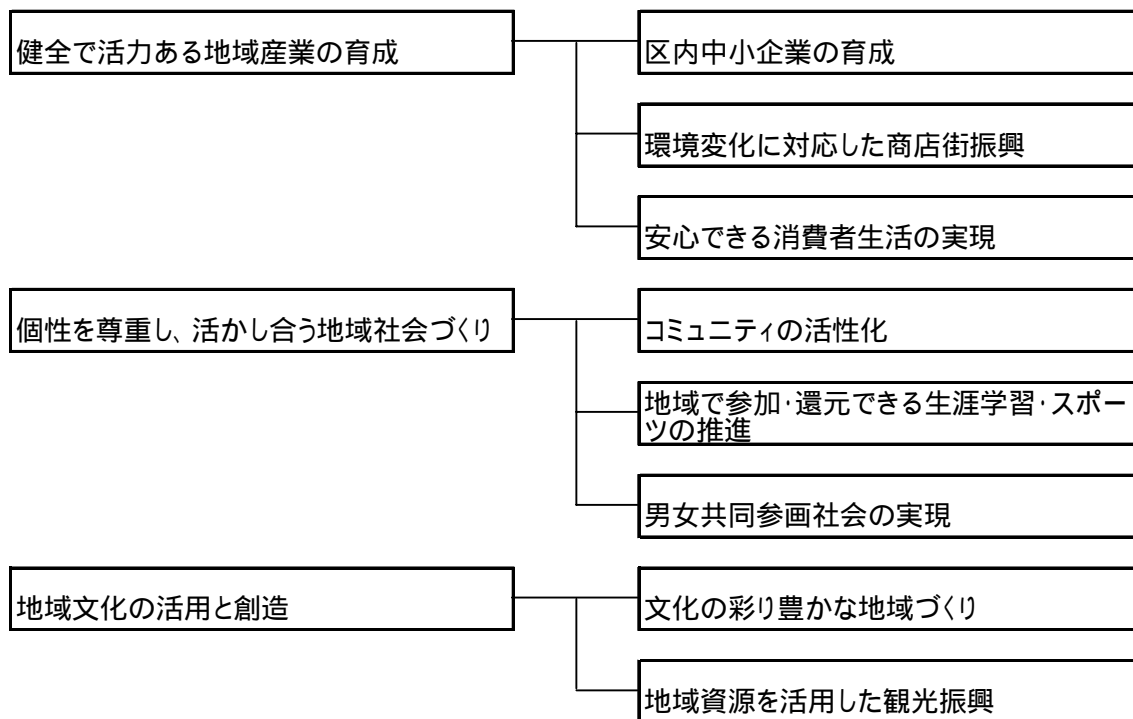 健全で活力ある地域産業の育成
区内中小企業の育成
環境変化に対応した商店街振興
安心できる消費者生活の実現
個性を尊重し、活かし合う地域社会づくり
コミュニティの活性化
地域で参加・還元できる生涯学習・スポー
ツの推進
男女共同参画社会の実現
地域文化の活用と創造
文化の彩り豊かな地域づくり
地域資源を活用した観光振興